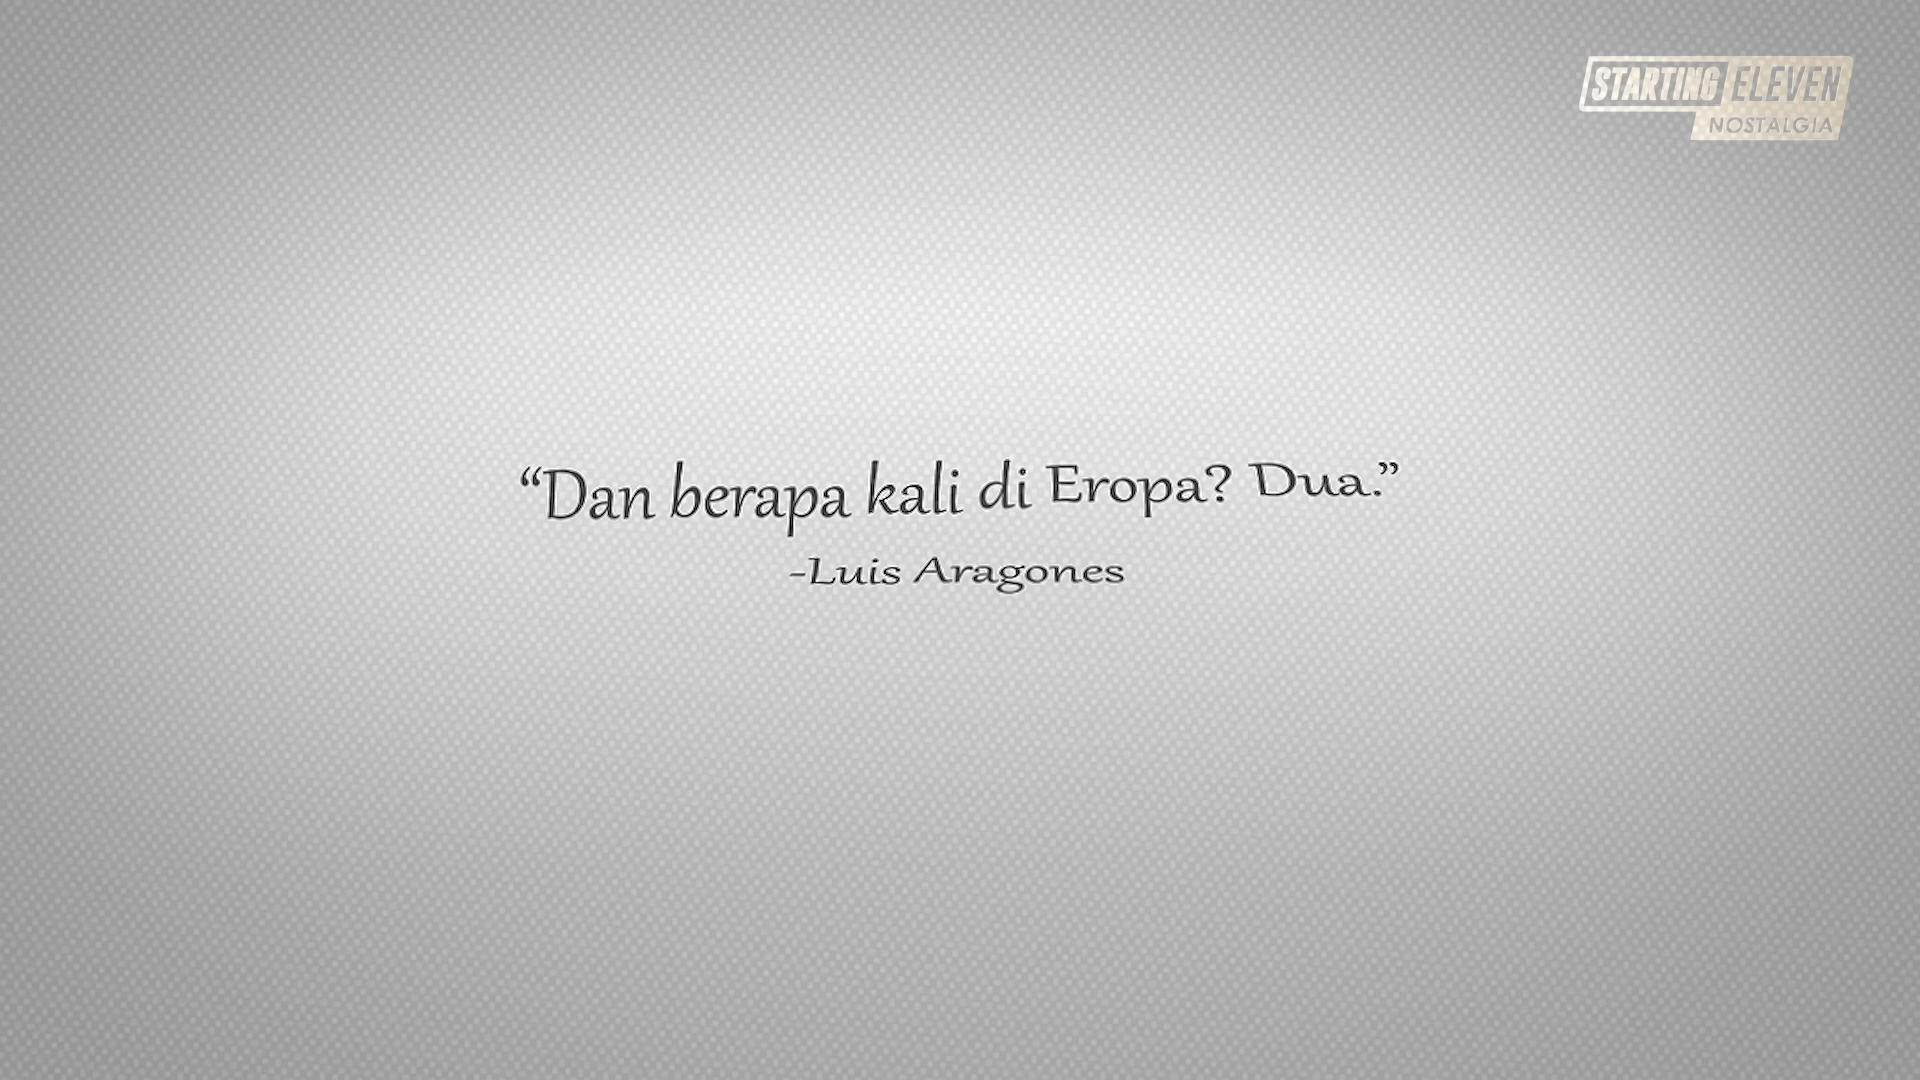 STARTING ELEVEN
NOSTALGIA
“Dan berapa kali di Eropa? Dua.”
-Luis Aragones